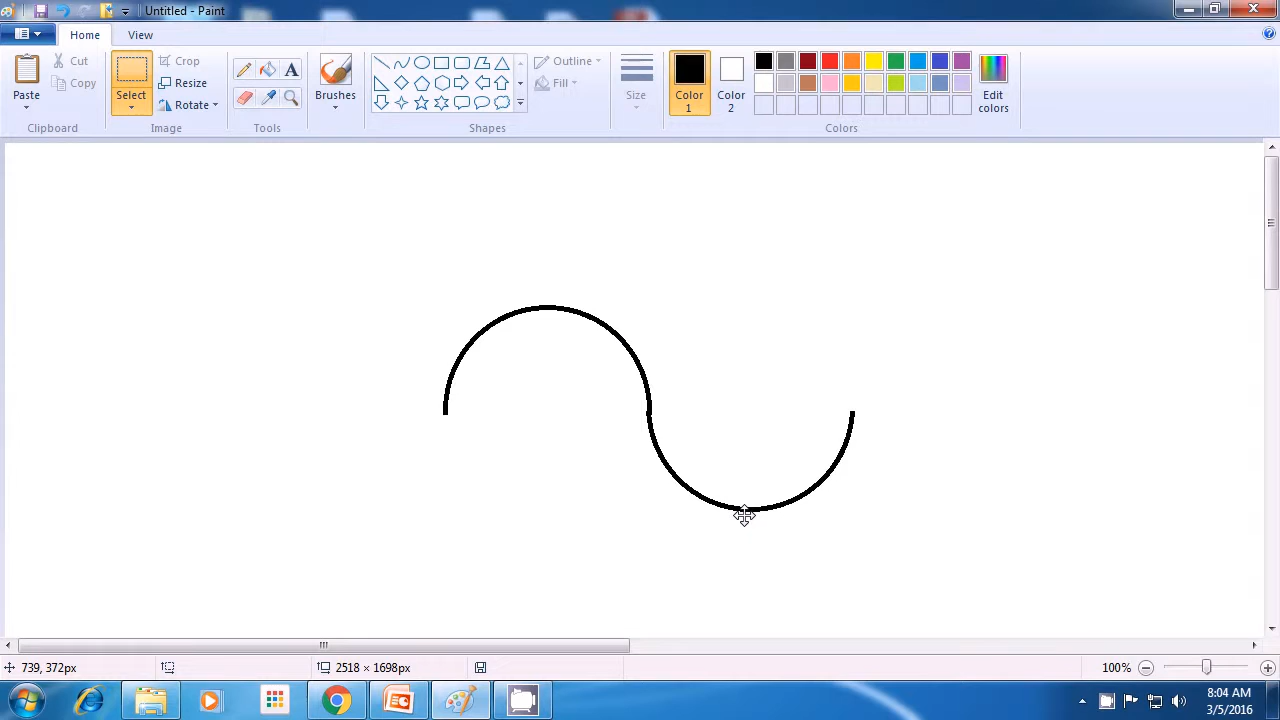 Untitled - Paint
Home View
Paste
Clipboard
Cut
Copy
Select
Crop
Resize
Rotate
Image
A
Tools
Brushes
Shapes
Outline
Fill
Size
Color 1
Color 2
Edit colors
Colors
739, 372px
2518 × 1698px
100%
8:04 AM
3/5/2016